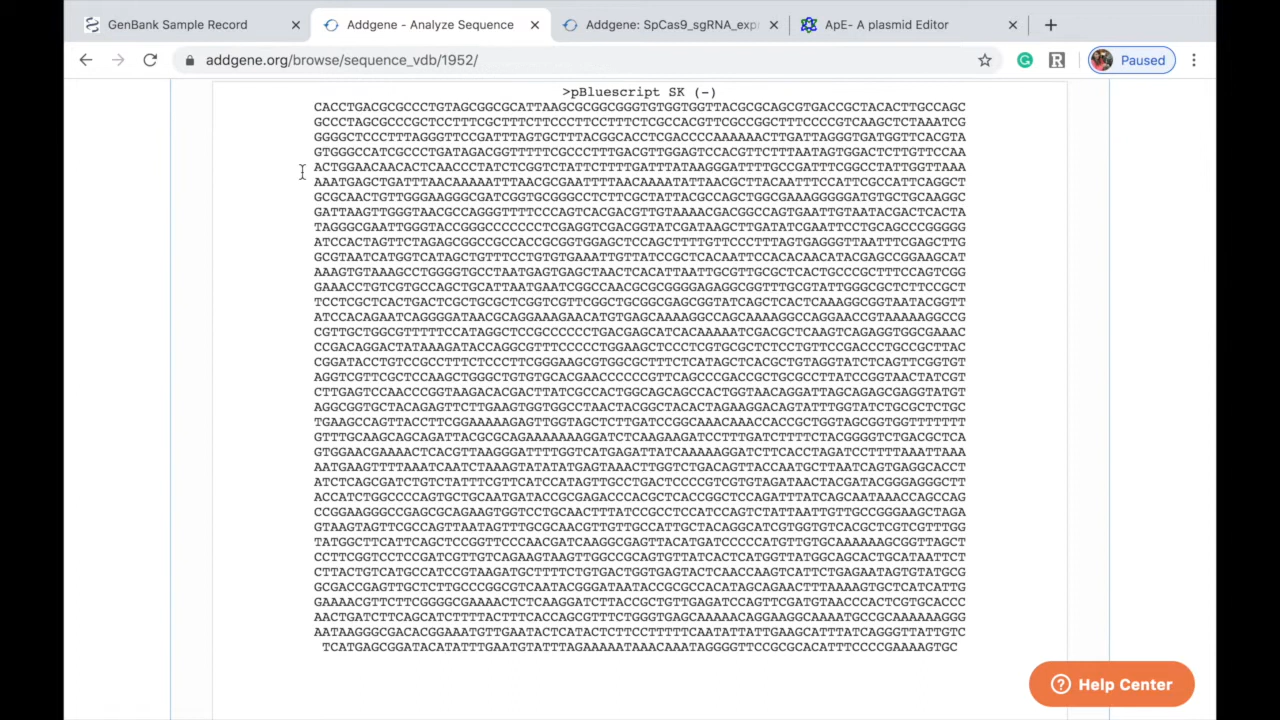 GenBank Sample Record
Addgene - Analyze Sequence
Addgene: SpCas9_sgRNA_expr
ApE- A plasmid Editor
addgene.org/browse/sequence_vdb/1952/
Paused
>pBluescript SK (-)
CACCTGACGCGCCCTGTAGCGGCGCATTAAGCGCGGCGGGTGTGGTGGTTACGCGCAGCGTGACCGCTACACTTGCCAGC
GCCCTAGCGCCCGCTCCTTTCGCTTTCTTCCCTTCCTTTCTCGCCACGTTCGCCGGCTTTCCCCGTCAAGCTCTAAATCG
GGGGCTCCCTTTAGGGTTCCGATTTAGTGCTTTACGGCACCTCGACCCCAAAAAACTTGATTAGGGTGATGGTTCACGTA
GTGGGCCATCGCCCTGATAGACGGTTTTTCGCCCTTTGACGTTGGAGTCCACGTTCTTTAATAGTGGACTCTTGTTCCAA
ACTGGAACAACACTCAACCCTATCTCGGTCTATTCTTTTGATTTATAAGGGATTTTGCCGATTTCGGCCTATTGGTTAAA
AAATGAGCTGATTTAACAAAAATTTAACGCGAATTTTAACAAAATATTAACGCTTACAATTTCCATTCGCCATTCAGGCT
GCGCAACTGTTGGGAAGGGCGATCGGTGCGGGCCTCTTCGCTATTACGCCAGCTGGCGAAAGGGGGATGTGCTGCAAGGC
GATTAAGTTGGGTAACGCCAGGGTTTTCCCAGTCACGACGTTGTAAAACGACGGCCAGTGAATTGTAATACGACTCACTA
TAGGGCGAATTGGGTACCGGGCCCCCCCTCGAGGTCGACGGTATCGATAAGCTTGATATCGAATTCCTGCAGCCCGGGGG
ATCCACTAGTTCTAGAGCGGCCGCCACCGCGGTGGAGCTCCAGCTTTTGTTCCCTTTAGTGAGGGTTAATTTCGAGCTTG
GCGTAATCATGGTCATAGCTGTTTCCTGTGTGAAATTGTTATCCGCTCACAATTCCACACAACATACGAGCCGGAAGCAT
AAAGTGTAAAGCCTGGGGTGCCTAATGAGTGAGCTAACTCACATTAATTGCGTTGCGCTCACTGCCCGCTTTCCAGTCGG
GAAACCTGTCGTGCCAGCTGCATTAATGAATCGGCCAACGCGCGGGGAGAGGCGGTTTGCGTATTGGGCGCTCTTCCGCT
TCCTCGCTCACTGACTCGCTGCGCTCGGTCGTTCGGCTGCGGCGAGCGGTATCAGCTCACTCAAAGGCGGTAATACGGTT
ATCCACAGAATCAGGGGATAACGCAGGAAAGAACATGTGAGCAAAAGGCCAGCAAAAGGCCAGGAACCGTAAAAAGGCCG
CGTTGCTGGCGTTTTTCCATAGGCTCCGCCCCCCTGACGAGCATCACAAAAATCGACGCTCAAGTCAGAGGTGGCGAAAC
CCGACAGGACTATAAAGATACCAGGCGTTTCCCCCTGGAAGCTCCCTCGTGCGCTCTCCTGTTCCGACCCTGCCGCTTAC
CGGATACCTGTCCGCCTTTCTCCCTTCGGGAAGCGTGGCGCTTTCTCATAGCTCACGCTGTAGGTATCTCAGTTCGGTGT
AGGTCGTTCGCTCCAAGCTGGGCTGTGTGCACGAACCCCCCGTTCAGCCCGACCGCTGCGCCTTATCCGGTAACTATCGT
CTTGAGTCCAACCCGGTAAGACACGACTTATCGCCACTGGCAGCAGCCACTGGTAACAGGATTAGCAGAGCGAGGTATGT
AGGCGGTGCTACAGAGTTCTTGAAGTGGTGGCCTAACTACGGCTACACTAGAAGGACAGTATTTGGTATCTGCGCTCTGC
TGAAGCCAGTTACCTTCGGAAAAAGAGTTGGTAGCTCTTGATCCGGCAAACAAACCACCGCTGGTAGCGGTGGTTTTTTT
GTTTGCAAGCAGCAGATTACGCGCAGAAAAAAAGGATCTCAAGAAGATCCTTTGATCTTTTCTACGGGGTCTGACGCTCA
GTGGAACGAAAACTCACGTTAAGGGATTTTGGTCATGAGATTATCAAAAAGGATCTTCACCTAGATCCTTTTAAATTAAA
AATGAAGTTTTAAATCAATCTAAAGTATATATGAGTAAACTTGGTCTGACAGTTACCAATGCTTAATCAGTGAGGCACCT
ATCTCAGCGATCTGTCTATTTCGTTCATCCATAGTTGCCTGACTCCCCGTCGTGTAGATAACTACGATACGGGAGGGCTT
ACCATCTGGCCCCAGTGCTGCAATGATACCGCGAGACCCACGCTCACCGGCTCCAGATTTATCAGCAATAAACCAGCCAG
CCGGAAGGGCCGAGCGCAGAAGTGGTCCTGCAACTTTATCCGCCTCCATCCAGTCTATTAATTGTTGCCGGGAAGCTAGA
GTAAGTAGTTCGCCAGTTAATAGTTTGCGCAACGTTGTTGCCATTGCTACAGGCATCGTGGTGTCACGCTCGTCGTTTGG
TATGGCTTCATTCAGCTCCGGTTCCCAACGATCAAGGCGAGTTACATGATCCCCCATGTTGTGCAAAAAAGCGGTTAGCT
CCTTCGGTCCTCCGATCGTTGTCAGAAGTAAGTTGGCCGCAGTGTTATCACTCATGGTTATGGCAGCACTGCATAATTCT
CTTACTGTCATGCCATCCGTAAGATGCTTTTCTGTGACTGGTGAGTACTCAACCAAGTCATTCTGAGAATAGTGTATGCG
GCGACCGAGTTGCTCTTGCCCGGCGTCAATACGGGATAATACCGCGCCACATAGCAGAACTTTAAAAGTGCTCATCATTG
GAAAACGTTCTTCGGGGCGAAAACTCTCAAGGATCTTACCGCTGTTGAGATCCAGTTCGATGTAACCCACTCGTGCACCC
AACTGATCTTCAGCATCTTTTACTTTCACCAGCGTTTCTGGGTGAGCAAAAACAGGAAGGCAAAATGCCGCAAAAAAGGG
AATAAGGGCGACACGGAAATGTTGAATACTCATACTCTTCCTTTTTCAATATTATTGAAGCATTTATCAGGGTTATTGTC
TCATGAGCGGATACATATTTGAATGTATTTAGAAAAATAAACAAATAGGGGTTCCGCGCACATTTCCCCGAAAAGTGC
Help Center